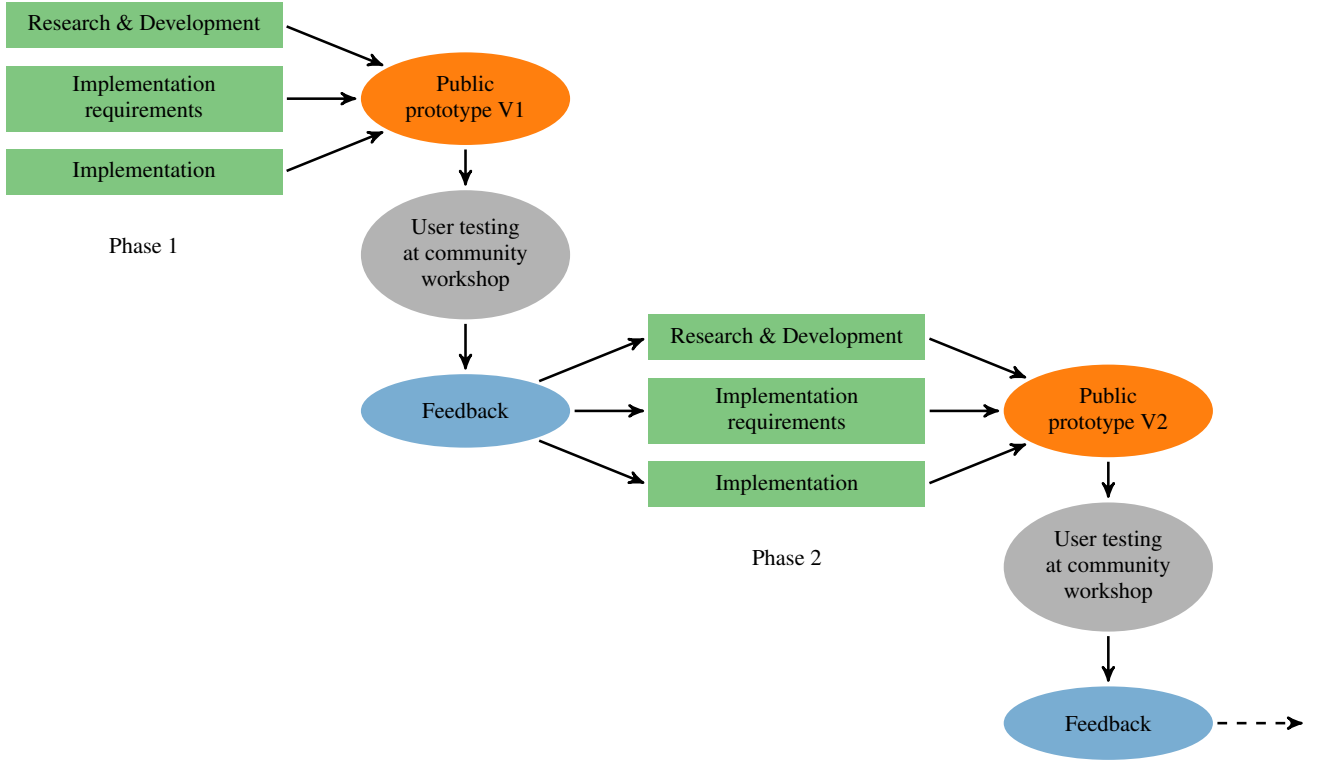 Research & Development
Implementation
requirements
Implementation
Phase 1
Public
prototype V1
User testing
at community
workshop
Feedback
Research & Development
Implementation
requirements
Implementation
Phase 2
Public
prototype V2
User testing
at community
workshop
Feedback